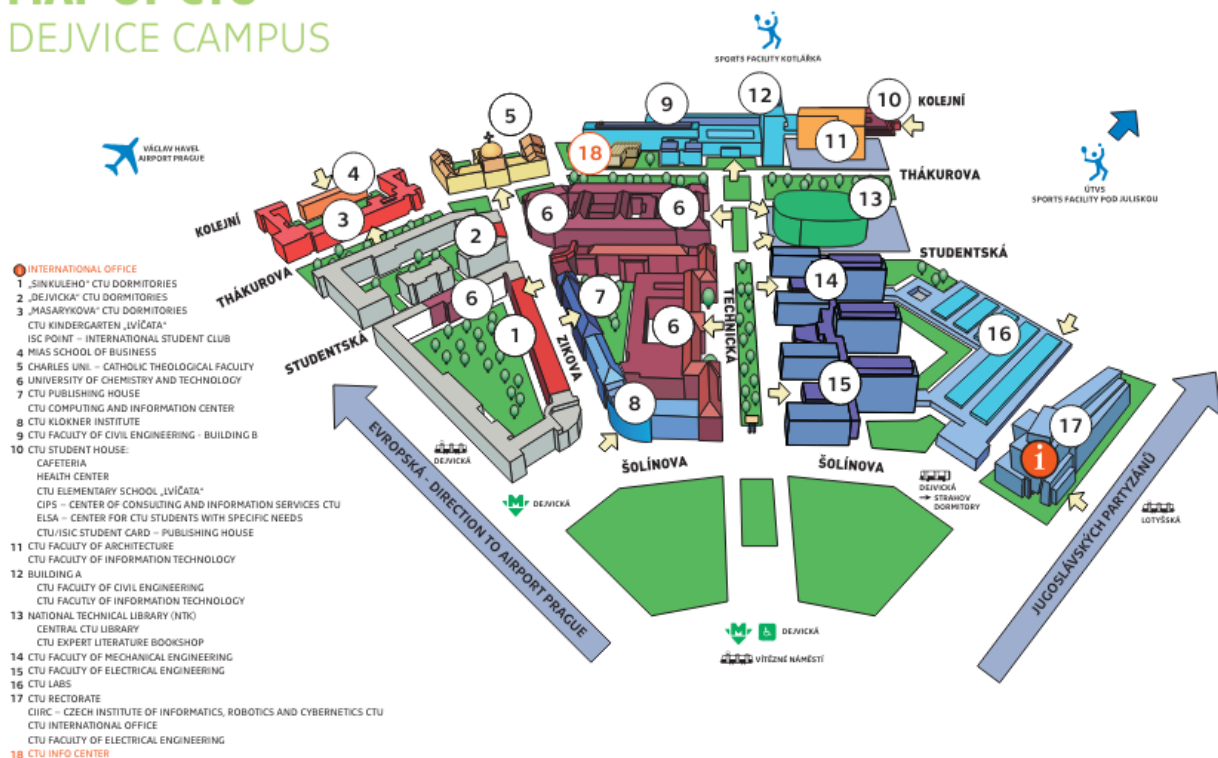 DEJVICE CAMPUS
SPORTS FACILITY KOTLÁŘKA
VÁCLAV HAVEL
AIRPORT PRAGUE
ÚTVS
SPORTS FACILITY POD JULISKOU
KOLEJNÍ
THÁKUROVA
STUDENTSKÁ
KOLEJNÍ
THÁKUROVA
STUDENTSKÁ
ZIKOVA
TECHNICKÁ
ŠOLÍNOVA
ŠOLÍNOVA
EVROPSKÁ - DIRECTION TO AIRPORT PRAGUE
JUGOSLÁVSKÝCH PARTYZÁNŮ
DEJVICKÁ
DEJVICKÁ
DEJVICKÁ
→ STRAHOV
DORMITORY
LOTYŠSKÁ
DEJVICKÁ
VÍTĚZNÉ NÁMĚSTÍ
5
4
3
2
1
6
6
6
6
7
8
9
10
11
12
13
14
15
16
17
18
i
i INTERNATIONAL OFFICE
1 „SINKULEHO“ CTU DORMITORIES
2 „DEJVICKA“ CTU DORMITORIES
3 „MASARYKOVA“ CTU DORMITORIES
CTU KINDERGARTEN „LVÍČATA“
ISC POINT – INTERNATIONAL STUDENT CLUB
4 MIAS SCHOOL OF BUSINESS
5 CHARLES UNI. – CATHOLIC THEOLOGICAL FACULTY
6 UNIVERSITY OF CHEMISTRY AND TECHNOLOGY
7 CTU PUBLISHING HOUSE
CTU COMPUTING AND INFORMATION CENTER
8 CTU KLOKNER INSTITUTE
9 CTU FACULTY OF CIVIL ENGINEERING - BUILDING B
10 CTU STUDENT HOUSE:
CAFETERIA
HEALTH CENTER
CTU ELEMENTARY SCHOOL „LVÍČATA“
CIPS – CENTER OF CONSULTING AND INFORMATION SERVICES CTU
ELSA – CENTER FOR CTU STUDENTS WITH SPECIFIC NEEDS
CTU/ISIC STUDENT CARD – PUBLISHING HOUSE
11 CTU FACULTY OF ARCHITECTURE
CTU FACULTY OF INFORMATION TECHNOLOGY
12 BUILDING A
CTU FACULTY OF CIVIL ENGINEERING
CTU FACUTLY OF INFORMATION TECHNOLOGY
13 NATIONAL TECHNICAL LIBRARY (NTK)
CENTRAL CTU LIBRARY
CTU EXPERT LITERATURE BOOKSHOP
14 CTU FACULTY OF MECHANICAL ENGINEERING
15 CTU FACULTY OF ELECTRICAL ENGINEERING
16 CTU LABS
17 CTU RECTORATE
CIIRC – CZECH INSTITUTE OF INFORMATICS, ROBOTICS AND CYBERNETICS CTU
CTU INTERNATIONAL OFFICE
CTU FACULTY OF ELECTRICAL ENGINEERING
18 CTU INFO CENTER